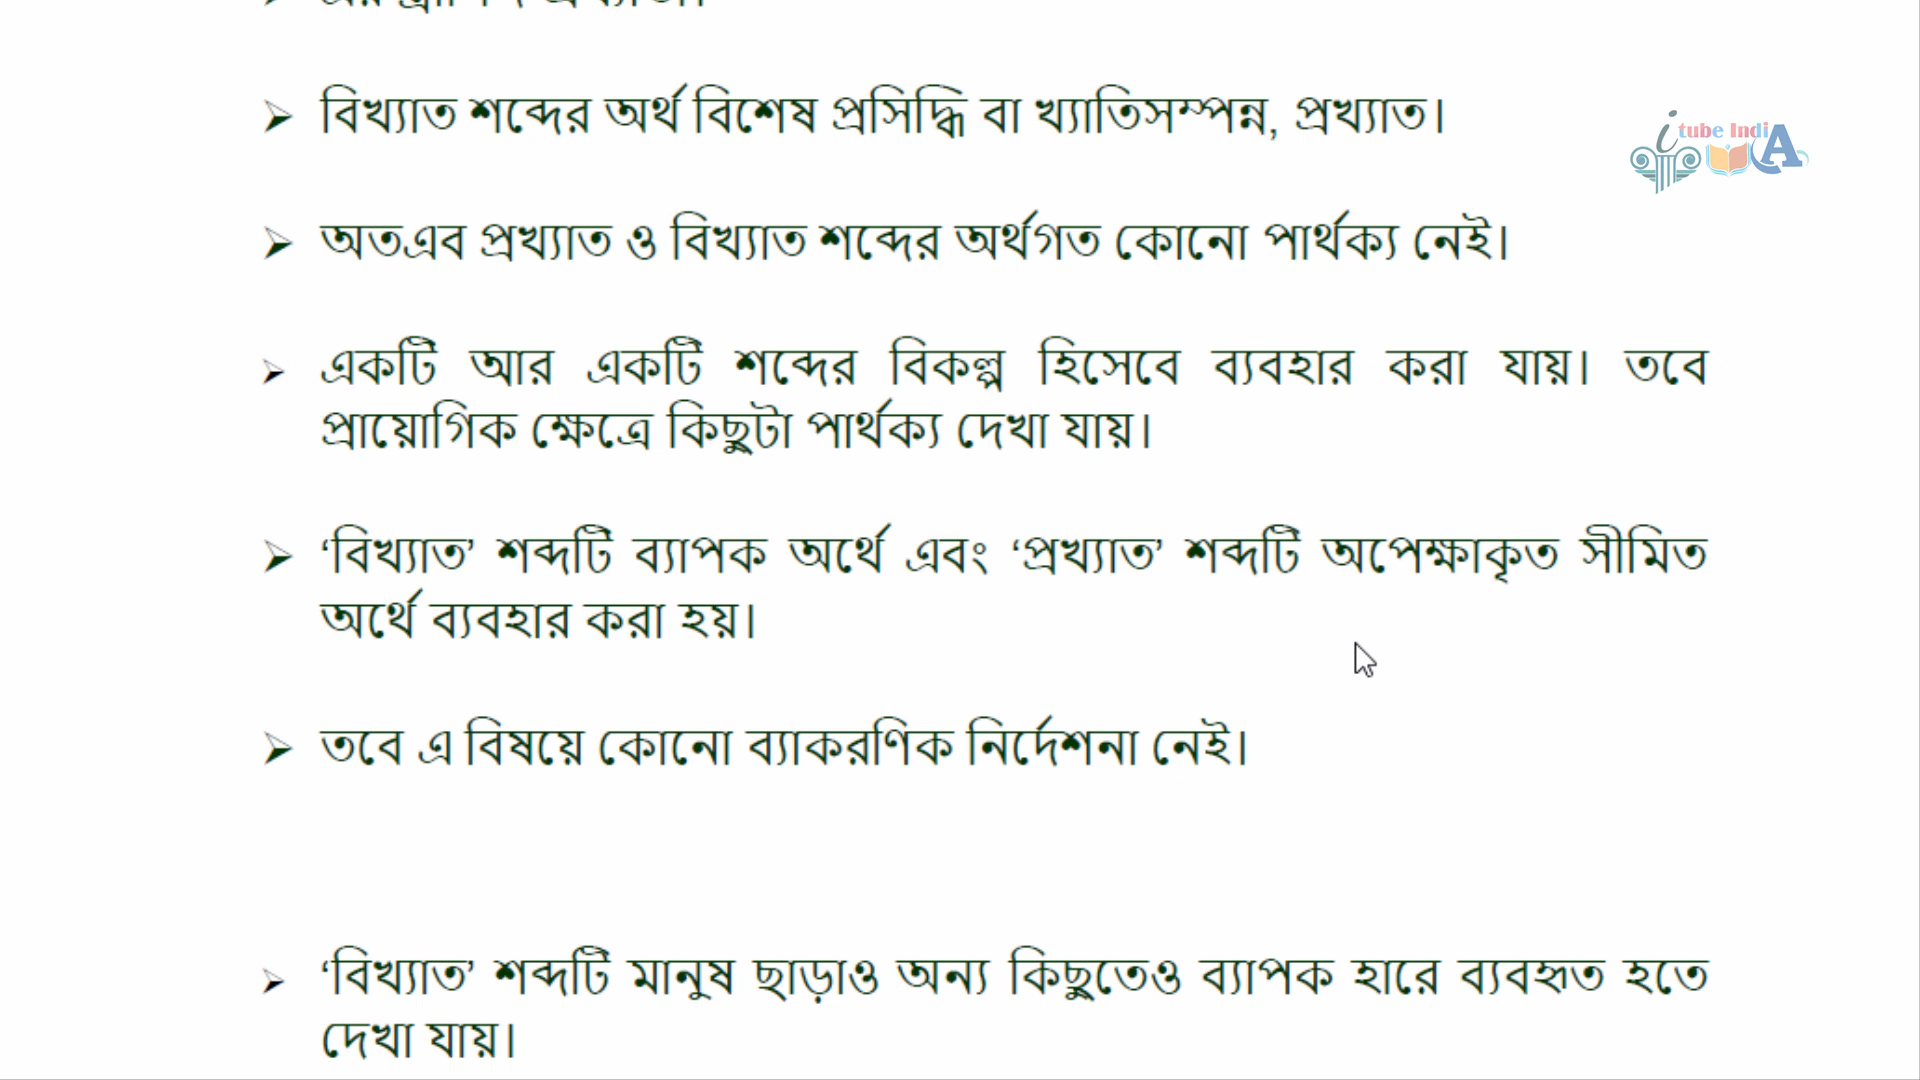 বিখ্যাত শব্দের অর্থ বিশেষ প্রসিদ্ধি বা খ্যাতিসম্পন্ন, প্রখ্যাত।
i tube IndiA
অতএব প্রখ্যাত ও বিখ্যাত শব্দের অর্থগত কোনো পার্থক্য নেই।
একটি আর একটি শব্দের বিকল্প হিসেবে ব্যবহার করা যায়। তবে
প্রায়োগিক ক্ষেত্রে কিছুটা পার্থক্য দেখা যায়।
‘বিখ্যাত’ শব্দটি ব্যাপক অর্থে এবং ‘প্রখ্যাত’ শব্দটি অপেক্ষাকৃত সীমিত
অর্থে ব্যবহার করা হয়।
তবে এ বিষয়ে কোনো ব্যাকরণিক নির্দেশনা নেই।
‘বিখ্যাত’ শব্দটি মানুষ ছাড়াও অন্য কিছুতেও ব্যাপক হারে ব্যবহৃত হতে
দেখা যায়।